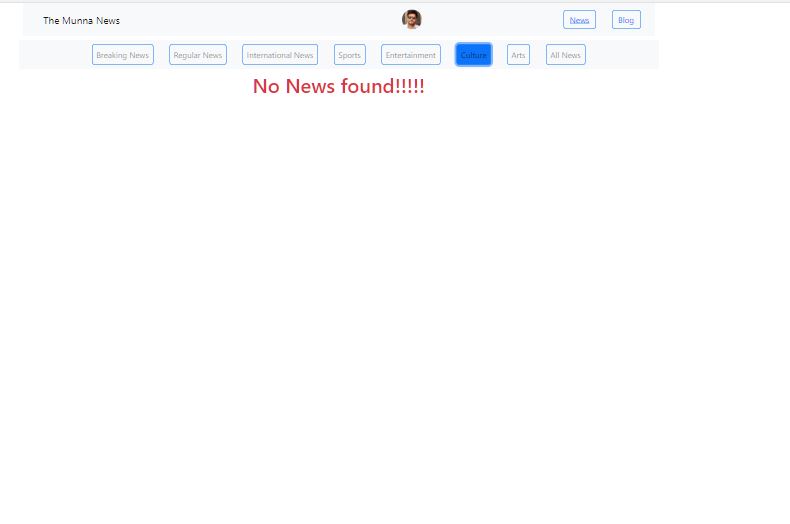 The Munna News News Blog
Breaking News Regular News International News Sports Entertainment Culture Arts All News
No News found!!!!!